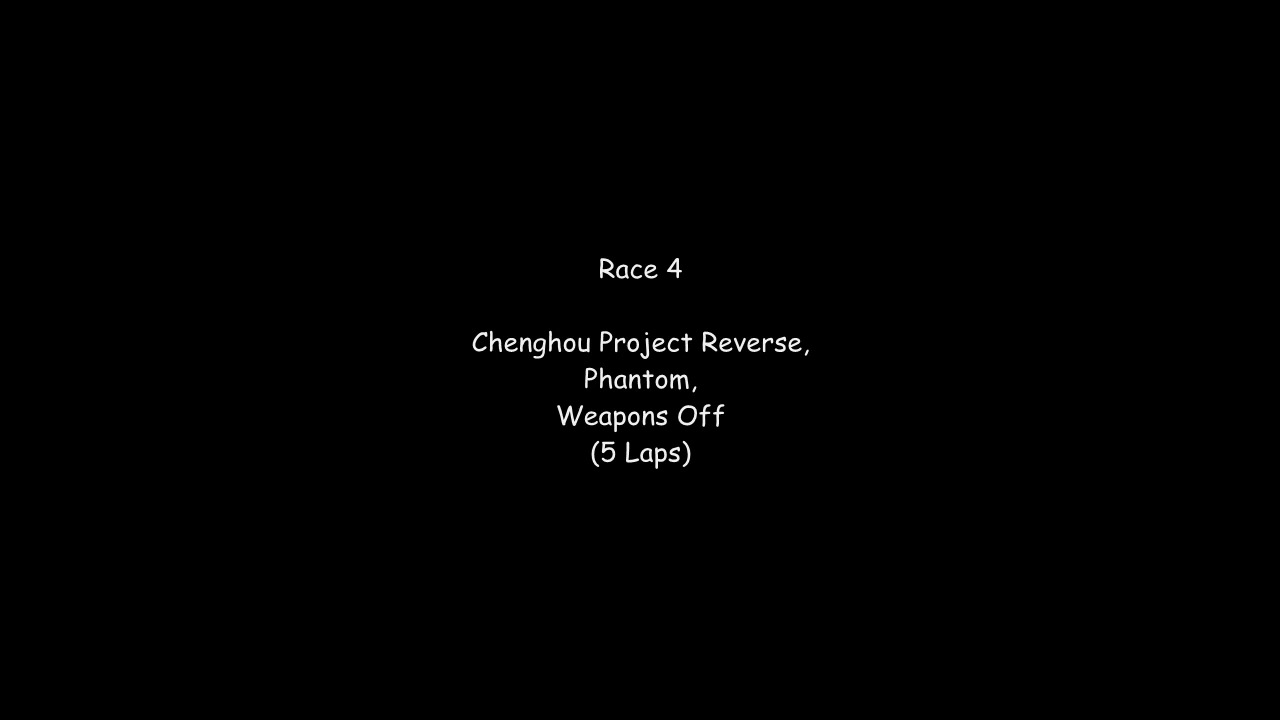 Race 4
Chenghou Project Reverse,
Phantom,
Weapons Off
(5 Laps)